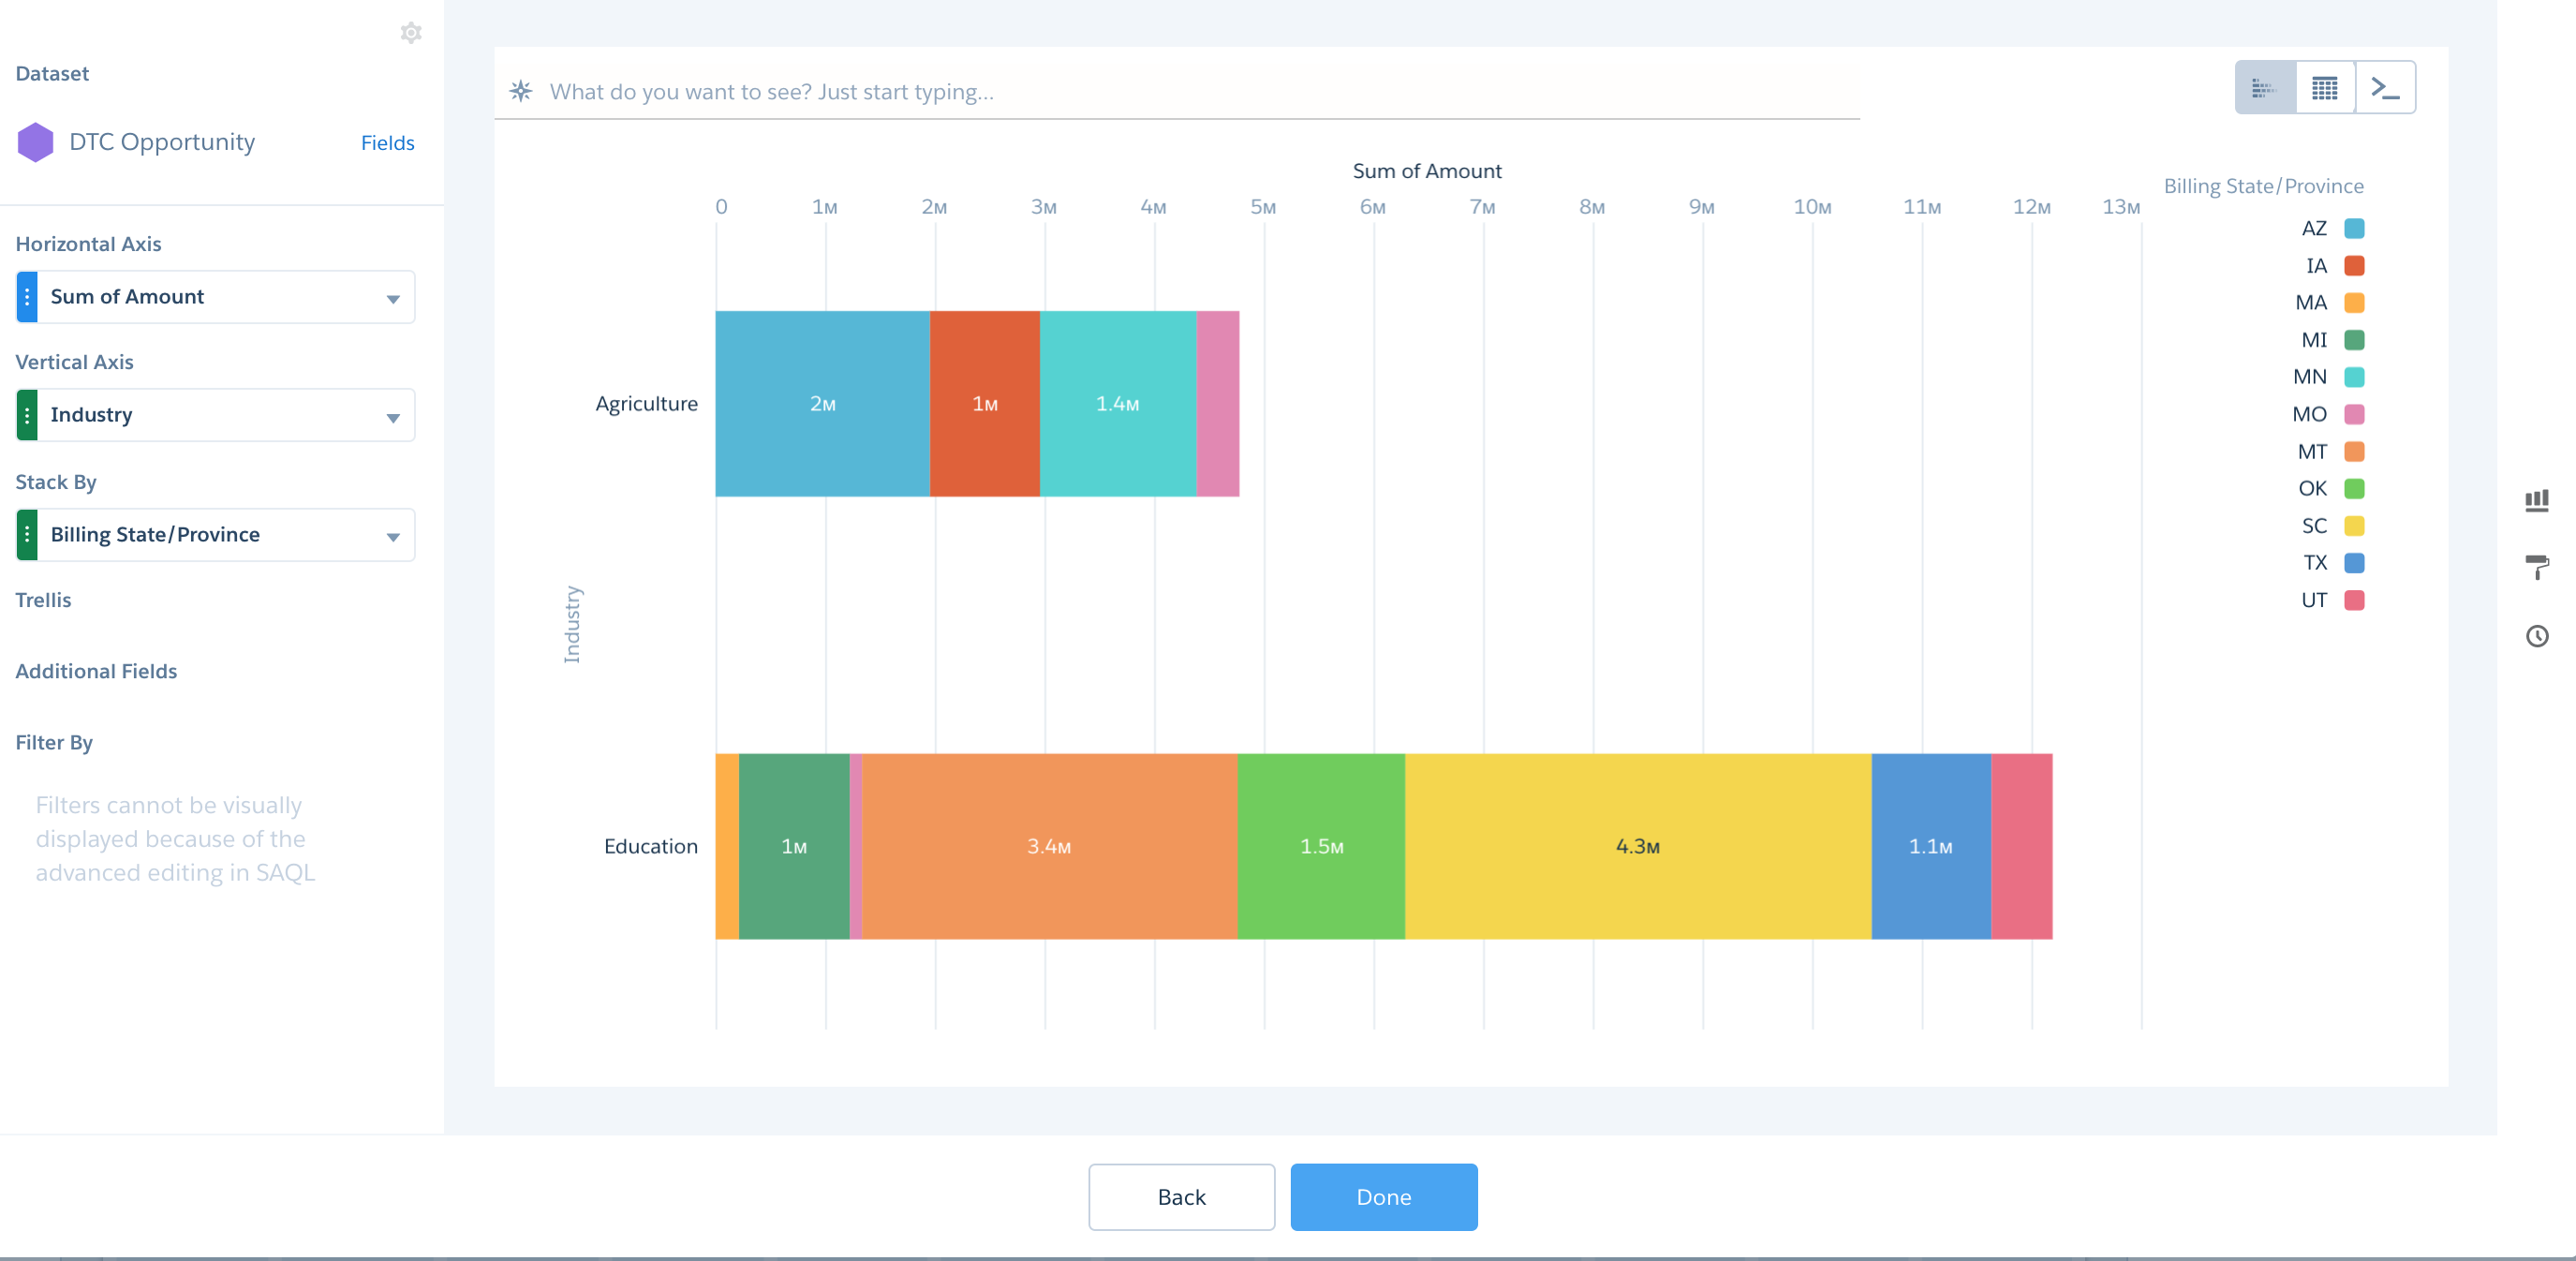 Dataset
DTC Opportunity
Fields
Horizontal Axis
Sum of Amount
Vertical Axis
Industry
Stack By
Billing State/Province
Trellis
Additional Fields
Filter By
Filters cannot be visually
displayed because of the
advanced editing in SAQL
What do you want to see? Just start typing...
Sum of Amount
0 1M 2M 3M 4M 5M 6M 7M 8M 9M 10M 11M 12M 13M
Industry
Agriculture
2M 1M 1.4M
Education
1M 3.4M 1.5M 4.3M 1.1M
Billing State/Province
AZ
IA
MA
MI
MN
MO
MT
OK
SC
TX
UT
Back
Done